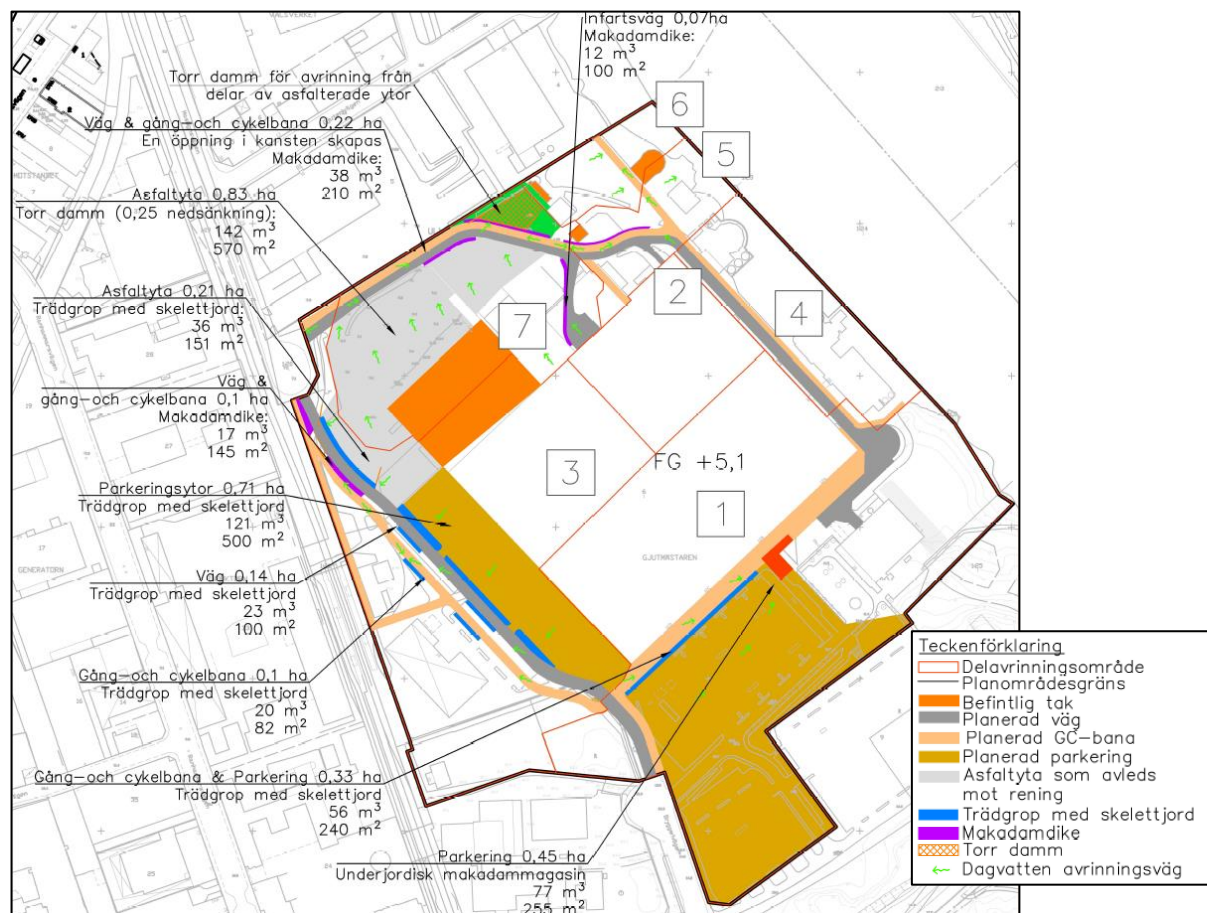 VALSVERKET
Infartsväg 0,07ha
Makadamdike:
12 m³
100 m²
Torr damm för avrinning från
delar av asfalterade ytor
Väg & gång-och cykelbana 0,22 ha
En öppning i kansten skapas
Makadamdike:
38 m³
210 m²
Asfaltyta 0,83 ha
Torr damm (0,25 nedsänkning):
142 m³
570 m²
Asfaltyta 0,21 ha
Trädgrop med skelettjord:
36 m³
151 m²
Väg &
gång-och cykelbana 0,1 ha
Makadamdike:
17 m³
145 m²
Parkeringsytor 0,71 ha
Trädgrop med skelettjord
121 m³
500 m²
Väg 0,14 ha
Trädgrop med skelettjord
23 m³
100 m²
Gång-och cykelbana 0,1 ha
Trädgrop med skelettjord
20 m³
82 m²
Gång-och cykelbana & Parkering 0,33 ha
Trädgrop med skelettjord
56 m³
240 m²
Parkering 0,45 ha
Underjordisk makadammagasin
77 m³
255 m²
6
5
2
4
7
3
FG +5,1
1
GJUTMÄSTAREN
GENERATORN
Teckenförklaring
Delavrinningsområde
Planområdesgräns
Befintlig tak
Planerad väg
Planerad GC-bana
Planerad parkering
Asfaltyta som avleds
mot rening
Trädgrop med skelettjord
Makadamdike
Torr damm
Dagvatten avrinningsväg